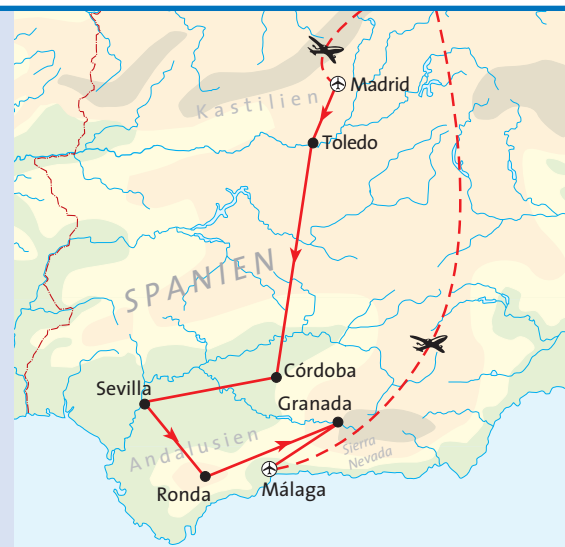 Madrid
Kastilien
Toledo
SPANIEN
Córdoba
Sevilla
Granada
Andalusien
Sierra
Nevada
Ronda
Málaga